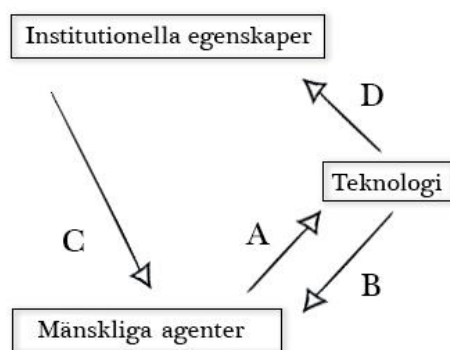 Institutionella egenskaper
D
Teknologi
C
A
B
Mänskliga agenter